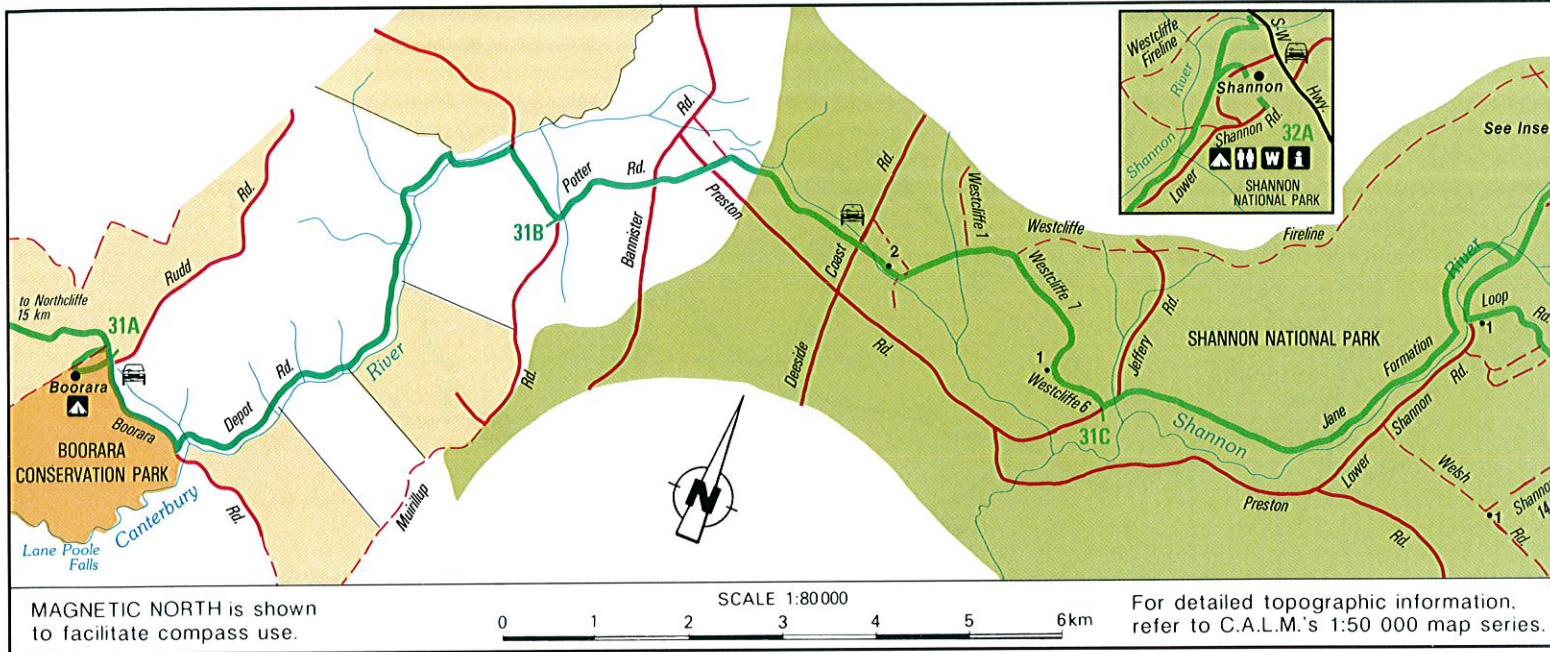 Westcliffe
Fireline
S-W
Hwy.
River
Shannon
Shannon
Rd.
32A
Shannon
Lower
W
i
SHANNON
NATIONAL PARK
See Inse
Rd.
Rudd
to Northcliffe
15 km
31A
Boorara
Boorara
BOORARA
CONSERVATION PARK
Depot
Rd.
River
Canterbury
Rd.
Lane Poole
Falls
31B
Potter
Rd.
Rd.
Rd.
Muirillup
Bannister
Preston
Rd.
Rd.
Coast
Deeside
2
Westcliffe 1
Westcliffe
Fireline
Westcliffe 7
1
Westcliffe 6
31C
Jeffery
Rd.
SHANNON NATIONAL PARK
Shannon
River
Loop
Rd.
1
Formation
Jane
Rd.
Shannon
Lower
Preston
Rd.
Welsh
Rd.
1
Shannon
14
N
MAGNETIC NORTH is shown
to facilitate compass use.
SCALE 1:80 000
0 1 2 3 4 5 6km
For detailed topographic information,
refer to C.A.L.M.'s 1:50 000 map series.